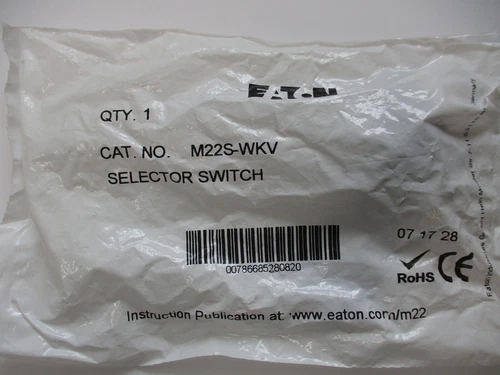 EATON
QTY. 1
CAT. NO. M22S-WKV
SELECTOR SWITCH
07 17 28
00786685280820
RoHS CE
Instruction Publication at: www.eaton.com/m22